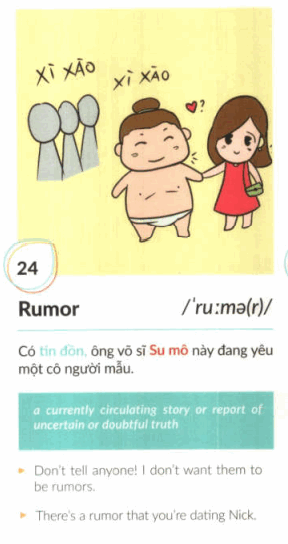 XÌ XÀO
XÌ XÀO
?
24
Rumor /ˈruːmə(r)/
Có tin đồn, ông võ sĩ Su mô này đang yêu
một cô người mẫu.
a currently circulating story or report of
uncertain or doubtful truth
Don't tell anyone! I don't want them to
be rumors.
There's a rumor that you're dating Nick.